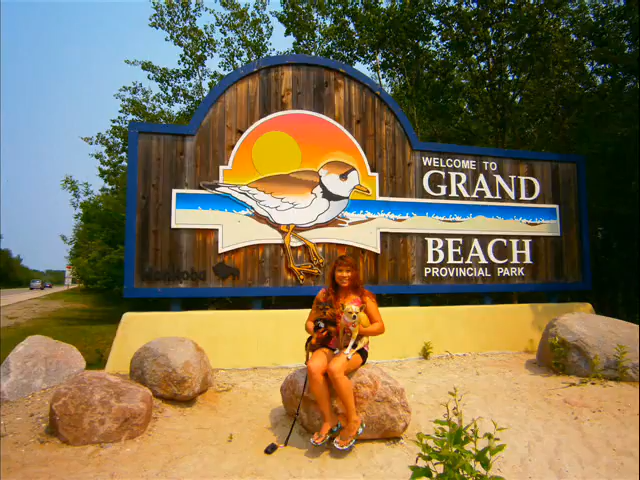 WELCOME TO
GRAND
BEACH
PROVINCIAL PARK
Manitoba